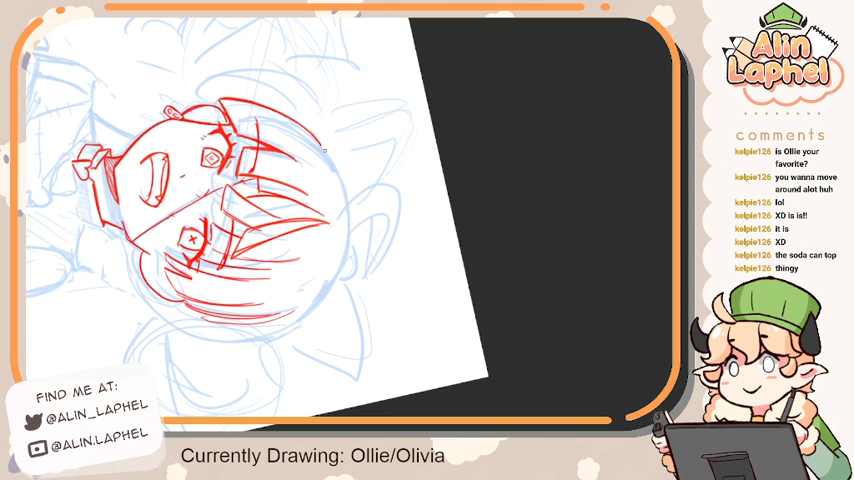 Alin
Laphel
comments
kelpie126 is Ollie your
favorite?
kelpie126 you wanna move
around alot huh
kelpie126 lol
kelpie126 XD is is!!
kelpie126 it is
kelpie126 XD
kelpie126 the soda can top
kelpie126 thingy
FIND ME AT:
@ALIN_LAPHEL
@ALIN.LAPHEL
Currently Drawing: Ollie/Olivia